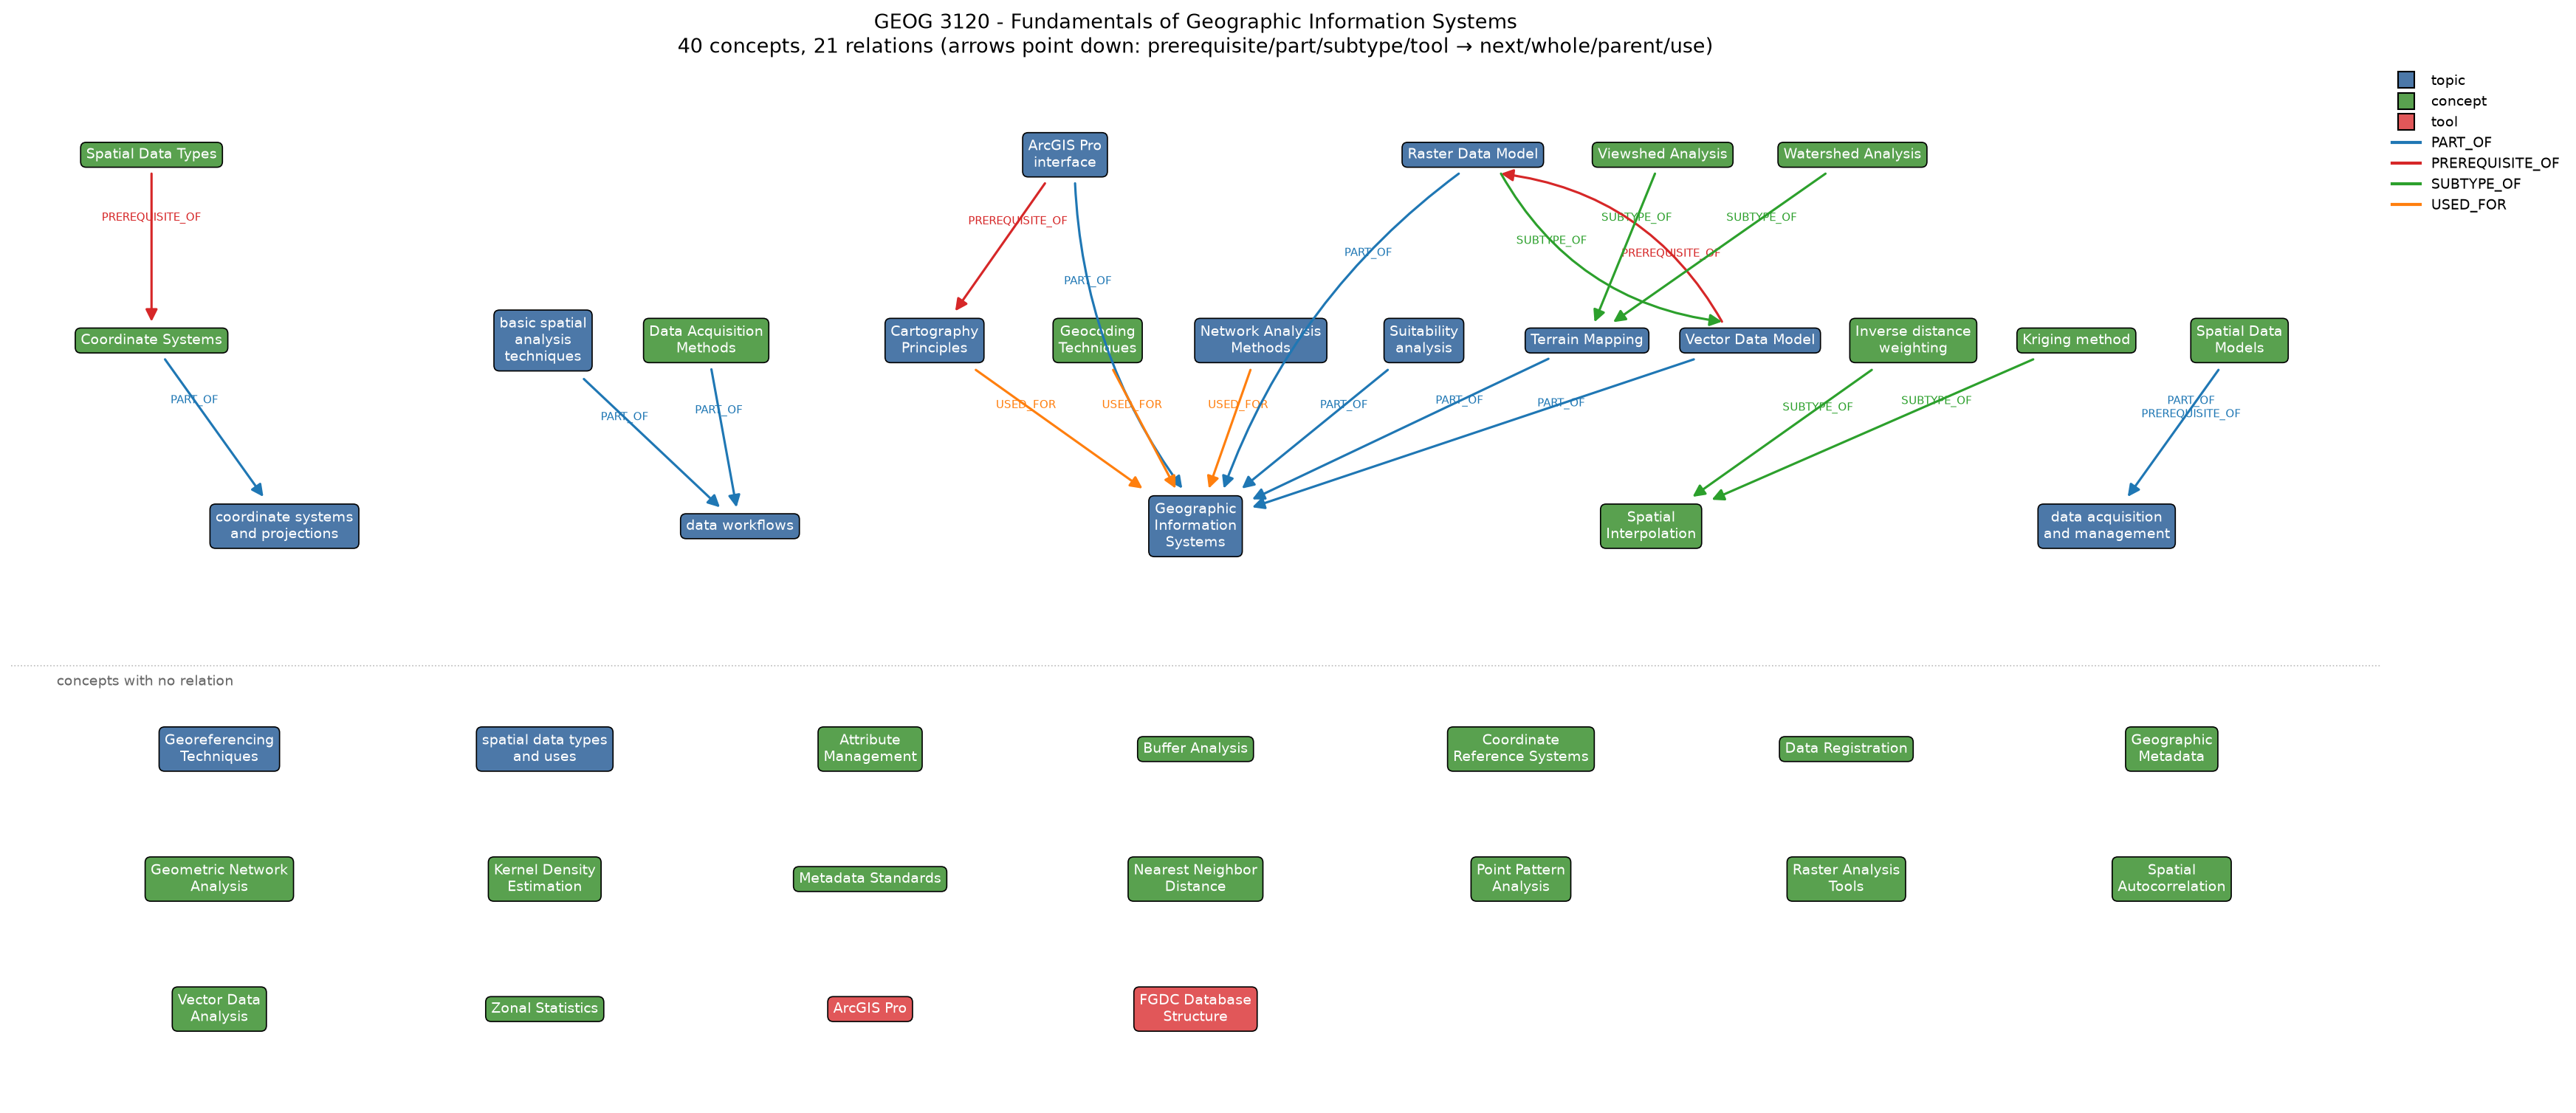 GEOG 3120 - Fundamentals of Geographic Information Systems
40 concepts, 21 relations (arrows point down: prerequisite/part/subtype/tool → next/whole/parent/use)
topic
concept
tool
PART_OF
PREREQUISITE_OF
SUBTYPE_OF
USED_FOR
Spatial Data Types
ArcGIS Pro
interface
Raster Data Model
Viewshed Analysis
Watershed Analysis
PREREQUISITE_OF
PREREQUISITE_OF
PART_OF
PART_OF
SUBTYPE_OF
SUBTYPE_OF
SUBTYPE_OF
PREREQUISITE_OF
Coordinate Systems
basic spatial
analysis
techniques
Data Acquisition
Methods
Cartography
Principles
Geocoding
Techniques
Network Analysis
Methods
Suitability
analysis
Terrain Mapping
Vector Data Model
Inverse distance
weighting
Kriging method
Spatial Data
Models
PART_OF
PART_OF
PART_OF
USED_FOR
USED_FOR
USED_FOR
PART_OF
PART_OF
PART_OF
SUBTYPE_OF
SUBTYPE_OF
PART_OF
PREREQUISITE_OF
coordinate systems
and projections
data workflows
Geographic
Information
Systems
Spatial
Interpolation
data acquisition
and management
concepts with no relation
Georeferencing
Techniques
spatial data types
and uses
Attribute
Management
Buffer Analysis
Coordinate
Reference Systems
Data Registration
Geographic
Metadata
Geometric Network
Analysis
Kernel Density
Estimation
Metadata Standards
Nearest Neighbor
Distance
Point Pattern
Analysis
Raster Analysis
Tools
Spatial
Autocorrelation
Vector Data
Analysis
Zonal Statistics
ArcGIS Pro
FGDC Database
Structure